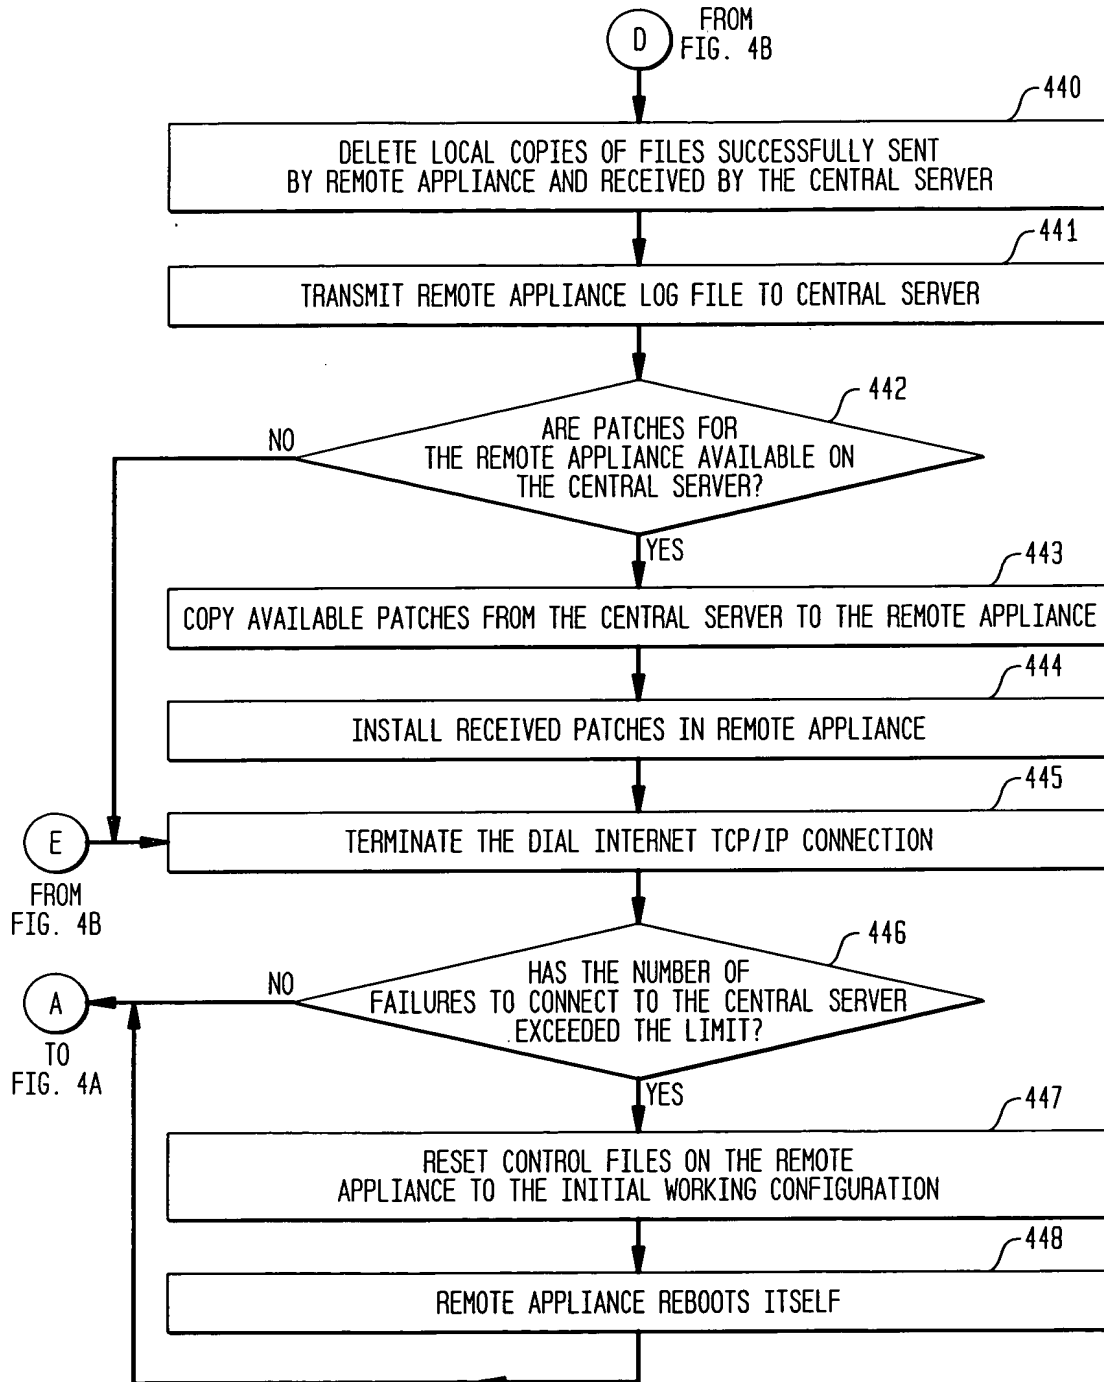 D
FROM
FIG. 4B
440
DELETE LOCAL COPIES OF FILES SUCCESSFULLY SENT
BY REMOTE APPLIANCE AND RECEIVED BY THE CENTRAL SERVER
441
TRANSMIT REMOTE APPLIANCE LOG FILE TO CENTRAL SERVER
442
ARE PATCHES FOR
THE REMOTE APPLIANCE AVAILABLE ON
THE CENTRAL SERVER?
NO
YES
443
COPY AVAILABLE PATCHES FROM THE CENTRAL SERVER TO THE REMOTE APPLIANCE
444
INSTALL RECEIVED PATCHES IN REMOTE APPLIANCE
445
E
FROM
FIG. 4B
TERMINATE THE DIAL INTERNET TCP/IP CONNECTION
446
HAS THE NUMBER OF
FAILURES TO CONNECT TO THE CENTRAL SERVER
EXCEEDED THE LIMIT?
NO
A
TO
FIG. 4A
YES
447
RESET CONTROL FILES ON THE REMOTE
APPLIANCE TO THE INITIAL WORKING CONFIGURATION
448
REMOTE APPLIANCE REBOOTS ITSELF